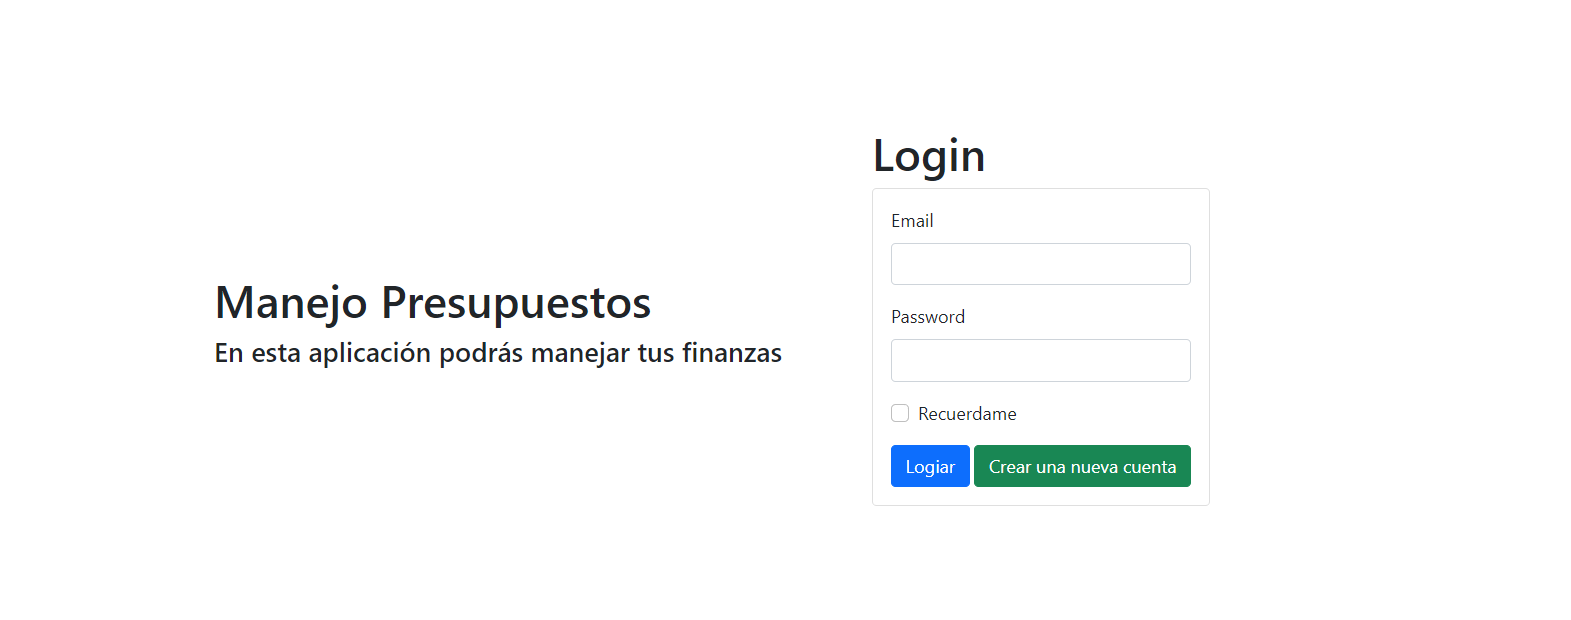 Manejo Presupuestos
En esta aplicación podrás manejar tus finanzas
Login
Email
Password
Recuerdame
Logiar
Crear una nueva cuenta